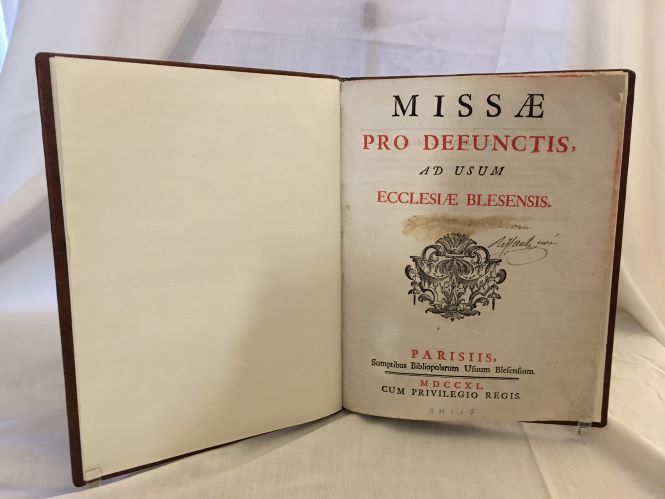 MISSÆ
PRO DEFUNCTIS,
AD USUM
ECCLESIÆ BLESENSIS.
PARISIIS,
Sumptibus Bibliopolarum Usuum Blesensium.
MDCCXL.
CUM PRIVILEGIO REGIS.